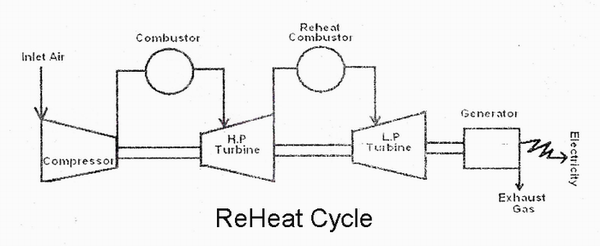 Combustor
Reheat
Combustor
Inlet Air
Compressor
H.P
Turbine
L.P
Turbine
Generator
Electricity
Exhaust
Gas
ReHeat Cycle